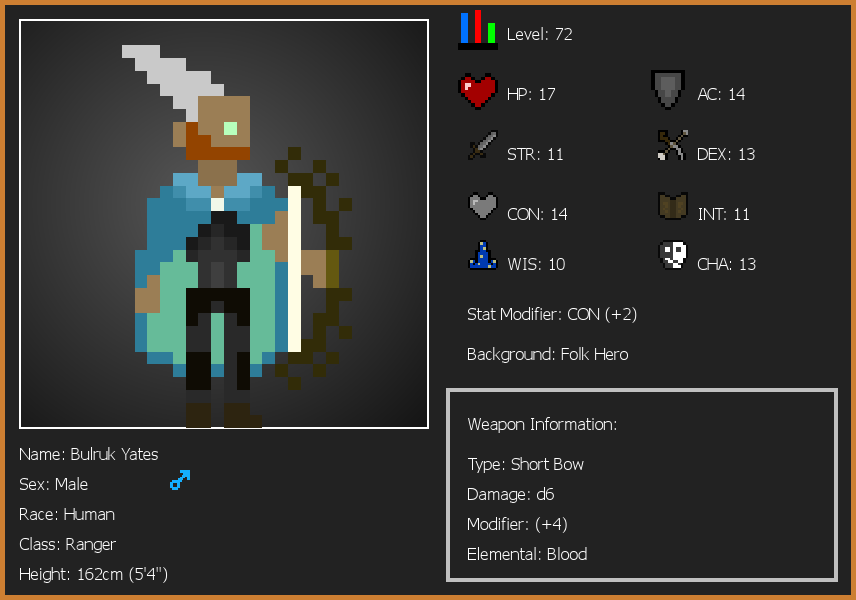 Level: 72
HP: 17
AC: 14
STR: 11
DEX: 13
CON: 14
INT: 11
WIS: 10
CHA: 13
Stat Modifier: CON (+2)
Background: Folk Hero
Weapon Information:
Type: Short Bow
Damage: d6
Modifier: (+4)
Elemental: Blood
Name: Bulruk Yates
Sex: Male
Race: Human
Class: Ranger
Height: 162cm (5'4")